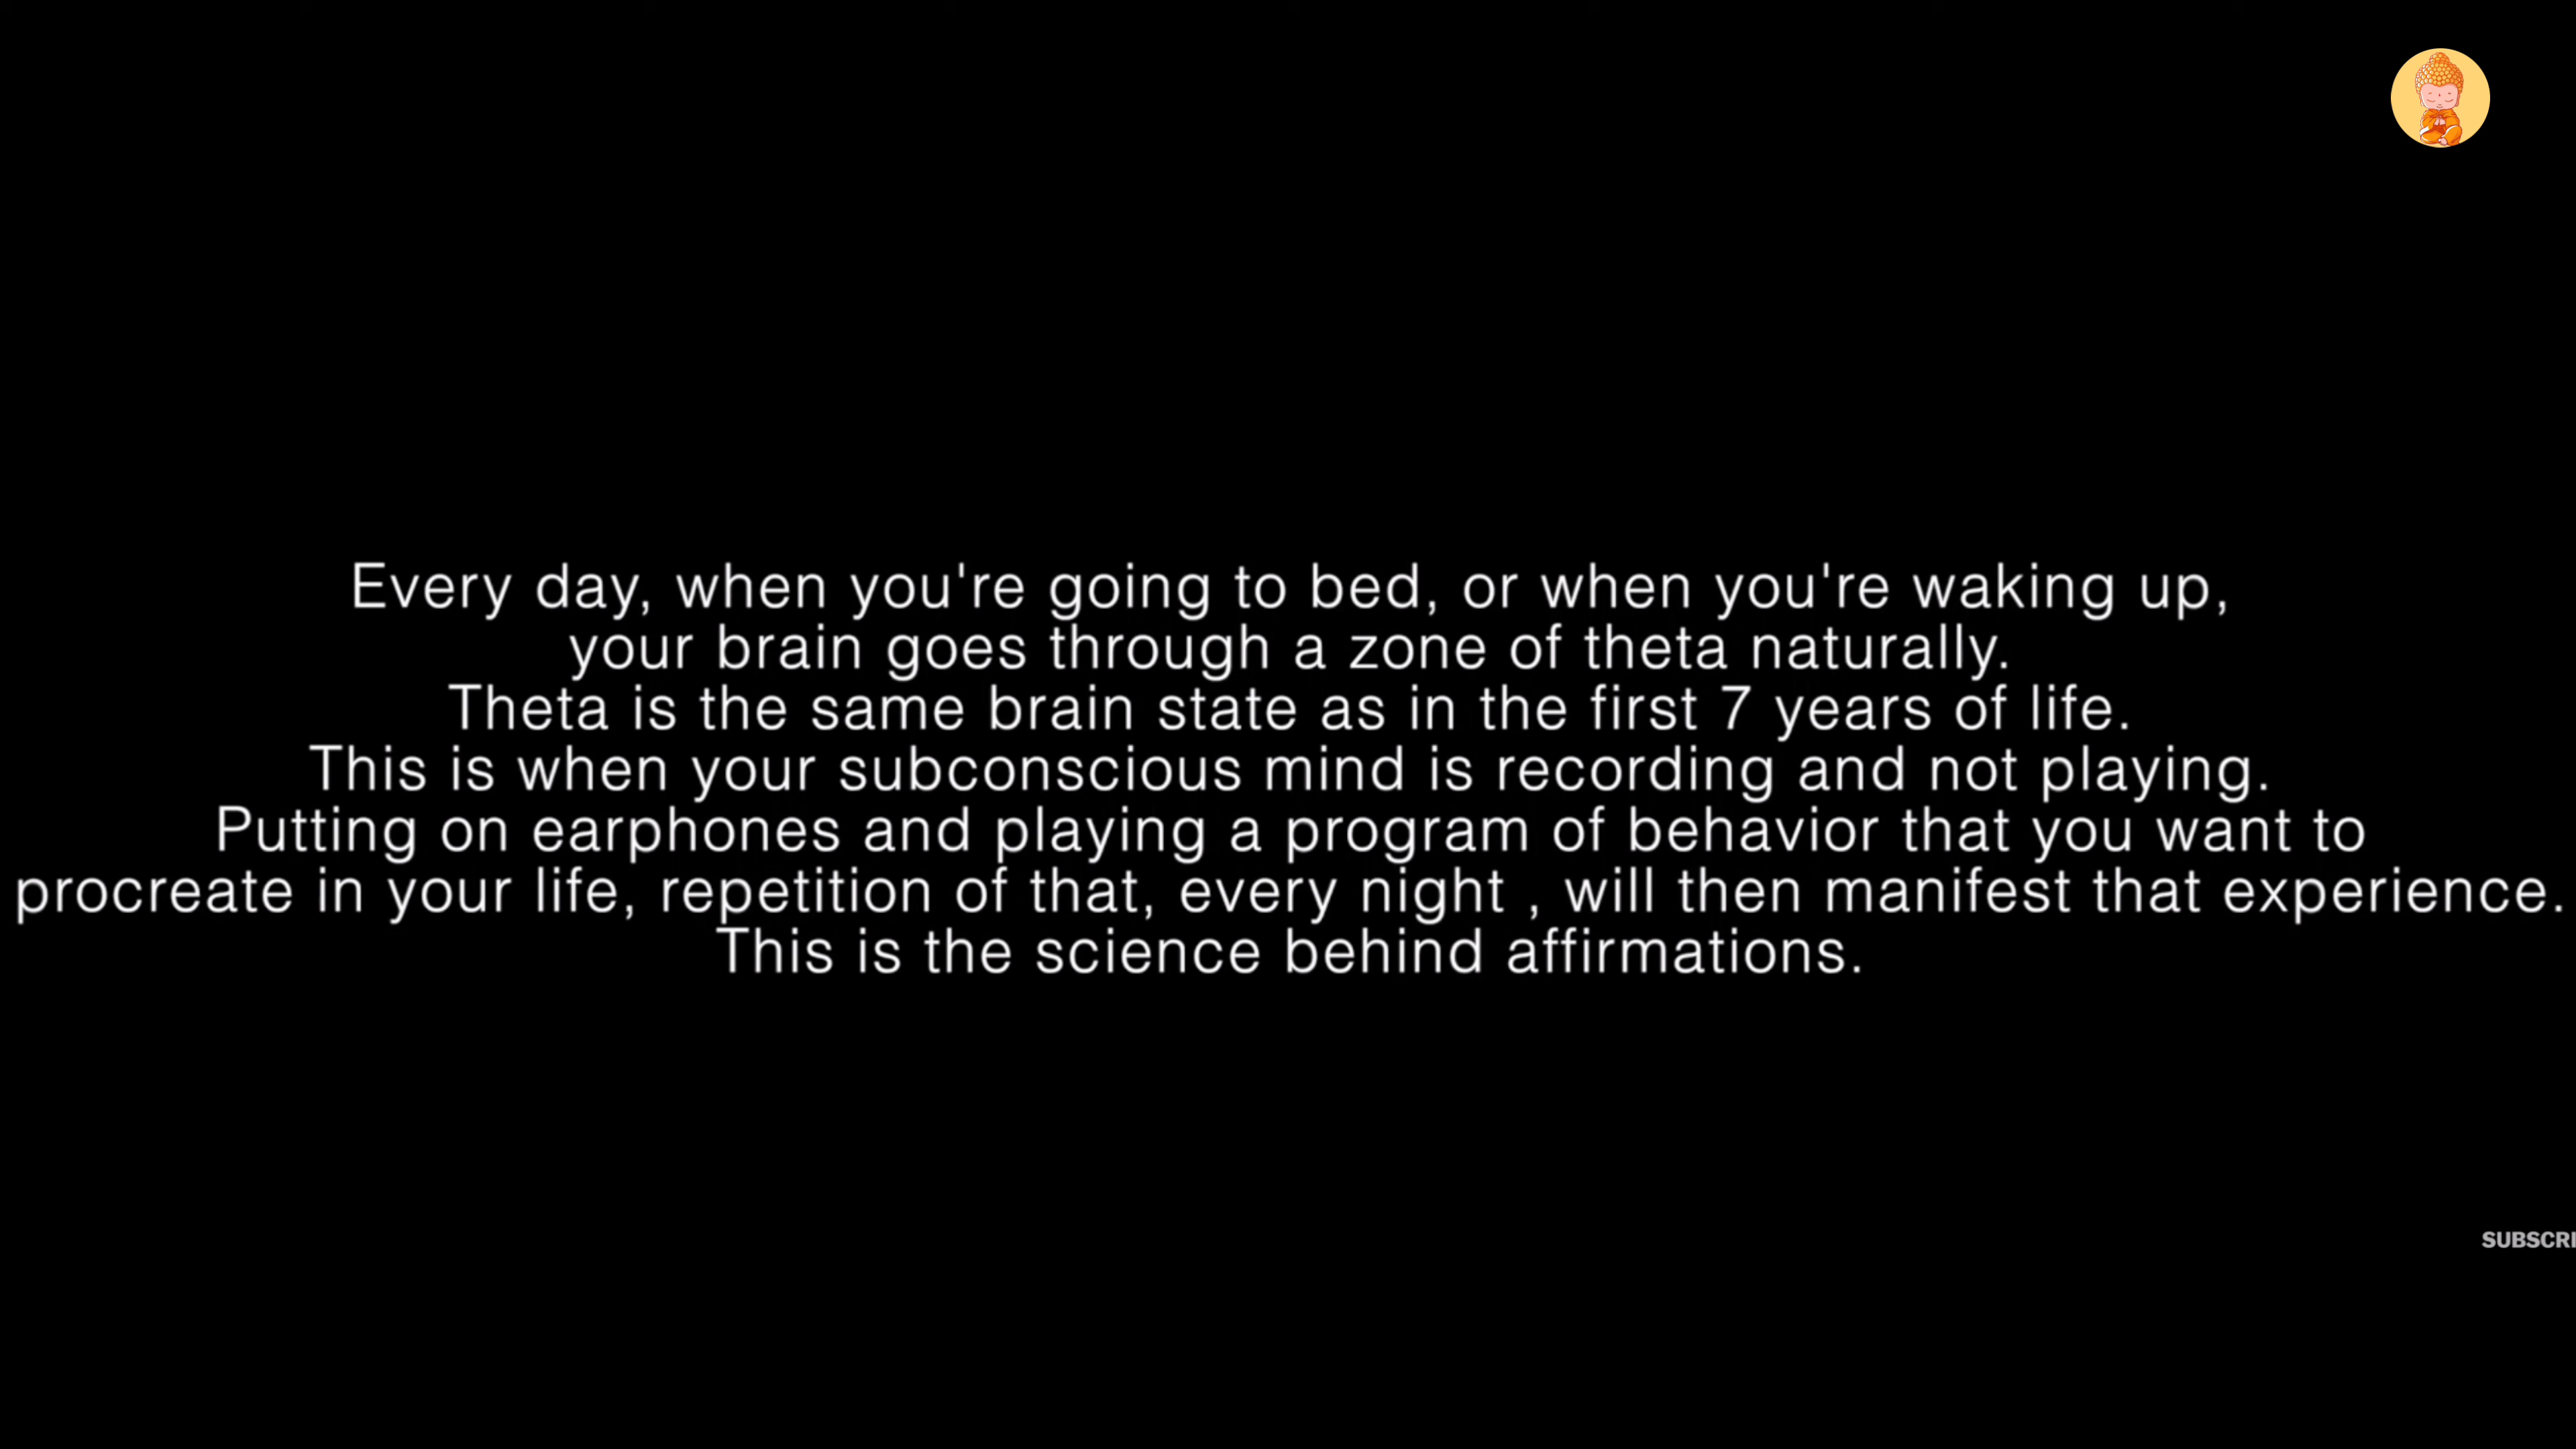 Every day, when you're going to bed, or when you're waking up,
your brain goes through a zone of theta naturally.
Theta is the same brain state as in the first 7 years of life.
This is when your subconscious mind is recording and not playing.
Putting on earphones and playing a program of behavior that you want to
procreate in your life, repetition of that, every night , will then manifest that experience.
This is the science behind affirmations.
SUBSCRI